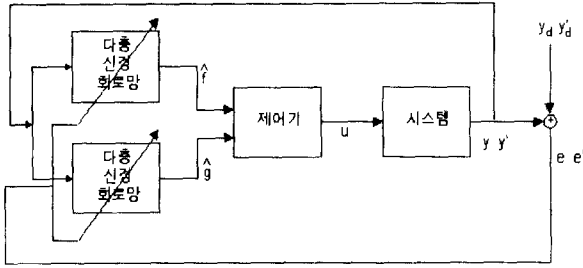 다층
신경
회로망
f̂
제어기
u
시스템
y y'
y_d y'_d
+
e e'
다층
신경
회로망
ĝ